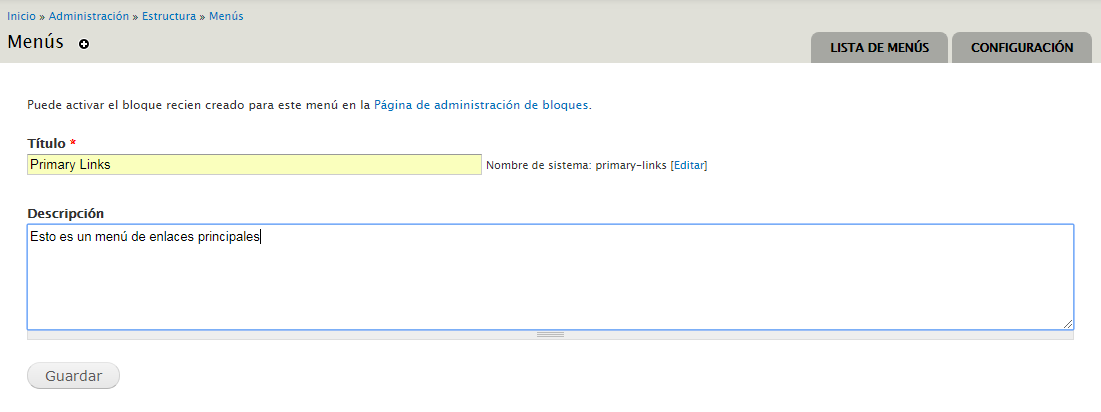 Inicio » Administración » Estructura » Menús
Menús
LISTA DE MENÚS CONFIGURACIÓN
Puede activar el bloque recien creado para este menú en la Página de administración de bloques.
Título *
Primary Links Nombre de sistema: primary-links [Editar]
Descripción
Esto es un menú de enlaces principales
Guardar